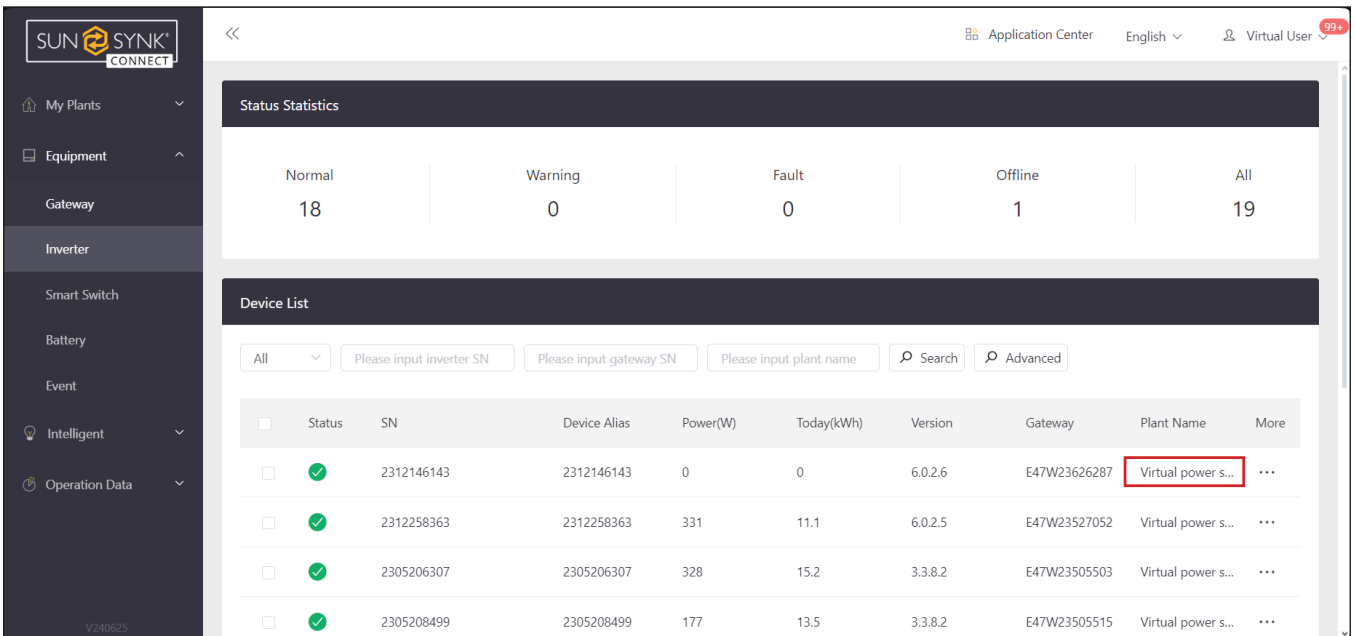 SUN SYNK®
CONNECT
Application Center English Virtual User 99+
My Plants
Equipment
Gateway
Inverter
Smart Switch
Battery
Event
Intelligent
Operation Data
V240625
Status Statistics
Normal Warning Fault Offline All
18 0 0 1 19
Device List
All Please input inverter SN Please input gateway SN Please input plant name Search Advanced
Status SN Device Alias Power(W) Today(kWh) Version Gateway Plant Name More
2312146143 2312146143 0 0 6.0.2.6 E47W23626287 Virtual power s... ...
2312258363 2312258363 331 11.1 6.0.2.5 E47W23527052 Virtual power s... ...
2305206307 2305206307 328 15.2 3.3.8.2 E47W23505503 Virtual power s... ...
2305208499 2305208499 177 13.5 3.3.8.2 E47W23505515 Virtual power s... ...